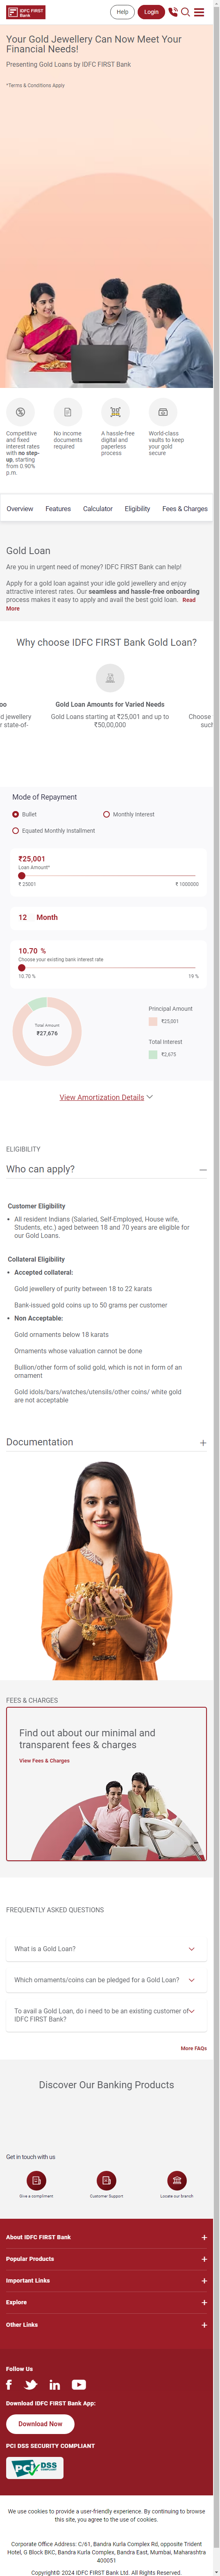 IDFC FIRST
Bank
Help
Login
Your Gold Jewellery Can Now Meet Your
Financial Needs!
Presenting Gold Loans by IDFC FIRST Bank
*Terms & Conditions Apply
Competitive
and fixed
interest rates
with no step-
up, starting
from 0.90%
p.m.
No income
documents
required
A hassle-free
digital and
paperless
process
World-class
vaults to keep
your gold
secure
Overview
Features
Calculator
Eligibility
Fees & Charges
Gold Loan
Are you in urgent need of money? IDFC FIRST Bank can help!
Apply for a gold loan against your idle gold jewellery and enjoy
attractive interest rates. Our seamless and hassle-free onboarding
process makes it easy to apply and avail the best gold loan. Read
More
Why choose IDFC FIRST Bank Gold Loan?
oo
d jewellery
r state-of-
Gold Loan Amounts for Varied Needs
Gold Loans starting at ₹25,001 and up to
₹50,00,000
Choose
suc
Mode of Repayment
Bullet
Monthly Interest
Equated Monthly Installment
₹25,001
Loan Amount*
₹ 25001
₹ 1000000
12 Month
10.70 %
Choose your existing bank interest rate
10.70 %
19 %
Total Amount
₹27,676
Principal Amount
₹25,001
Total Interest
₹2,675
View Amortization Details
ELIGIBILITY
Who can apply?
Customer Eligibility
All resident Indians (Salaried, Self-Employed, House wife,
Students, etc.) aged between 18 and 70 years are eligible for
our Gold Loans.
Collateral Eligibility
Accepted collateral:
Gold jewellery of purity between 18 to 22 karats
Bank-issued gold coins up to 50 grams per customer
Non Acceptable:
Gold ornaments below 18 karats
Ornaments whose valuation cannot be done
Bullion/other form of solid gold, which is not in form of an
ornament
Gold idols/bars/watches/utensils/other coins/ white gold
are not acceptable
Documentation
FEES & CHARGES
Find out about our minimal and
transparent fees & charges
View Fees & Charges
FREQUENTLY ASKED QUESTIONS
What is a Gold Loan?
Which ornaments/coins can be pledged for a Gold Loan?
To avail a Gold Loan, do i need to be an existing customer of
IDFC FIRST Bank?
More FAQs
Discover Our Banking Products
Get in touch with us
Give a compliment
Customer Support
Locate our branch
About IDFC FIRST Bank
Popular Products
Important Links
Explore
Other Links
Follow Us
Download IDFC FIRST Bank App:
Download Now
PCI DSS SECURITY COMPLIANT
PCI DSS
We use cookies to provide a user-friendly experience. By continuing to browse
this site, you agree to the use of cookies.
Corporate Office Address: C/61, Bandra Kurla Complex Rd, opposite Trident
Hotel, G Block BKC, Bandra Kurla Complex, Bandra East, Mumbai, Maharashtra
400051
Copyright© 2024 IDFC FIRST Bank Ltd. All Rights Reserved.